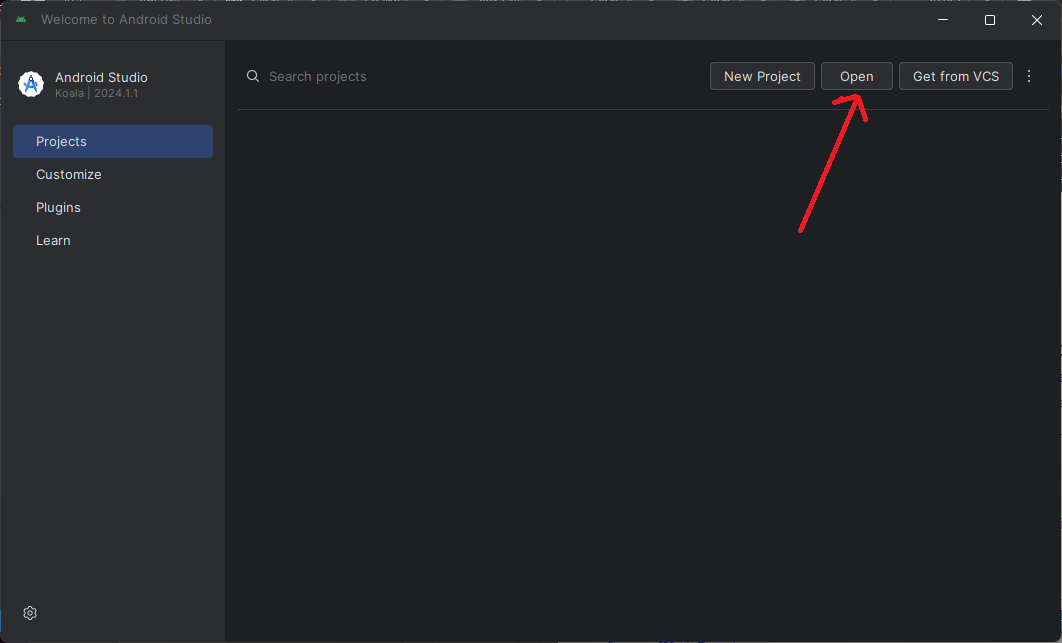 Welcome to Android Studio
Android Studio
Koala | 2024.1.1
Projects
Customize
Plugins
Learn
Search projects
New Project
Open
Get from VCS